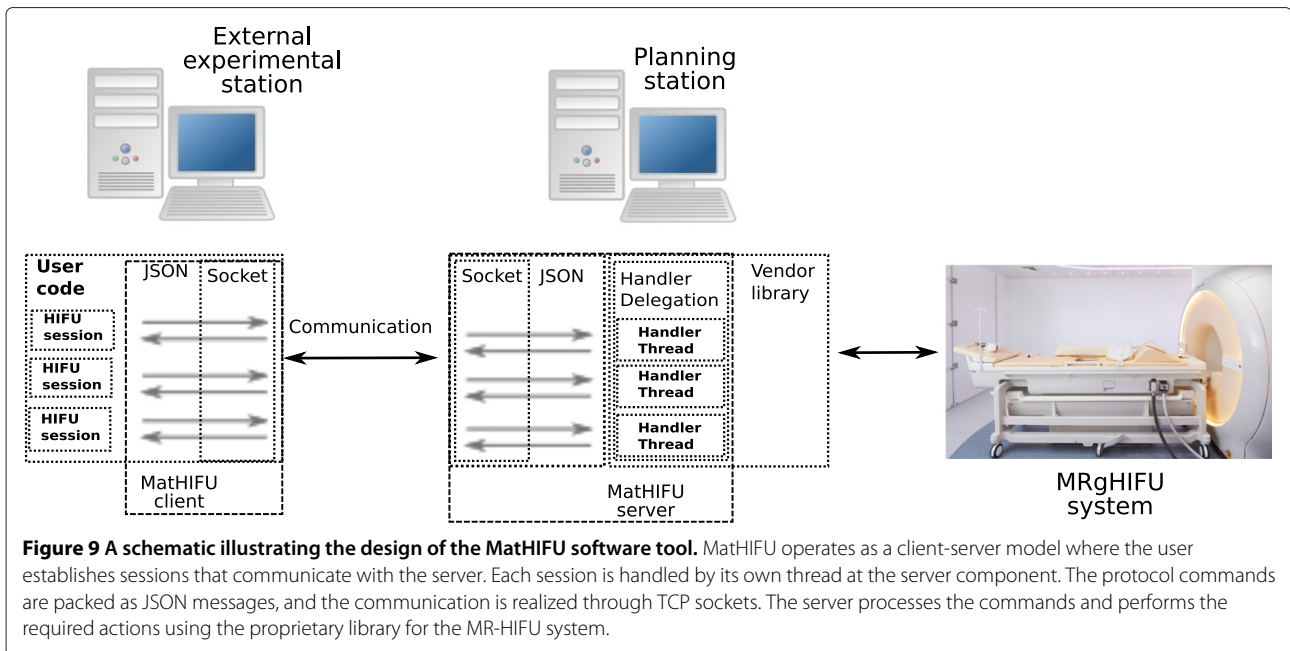 External
experimental
station
Planning
station
User
code
JSON
Socket
HIFU
session
HIFU
session
HIFU
session
MatHIFU
client
Communication
Socket
JSON
Handler
Delegation
Handler
Thread
Handler
Thread
Handler
Thread
Vendor
library
MatHIFU
server
MRgHIFU
system
Figure 9 A schematic illustrating the design of the MatHIFU software tool. MatHIFU operates as a client-server model where the user
establishes sessions that communicate with the server. Each session is handled by its own thread at the server component. The protocol commands
are packed as JSON messages, and the communication is realized through TCP sockets. The server processes the commands and performs the
required actions using the proprietary library for the MR-HIFU system.